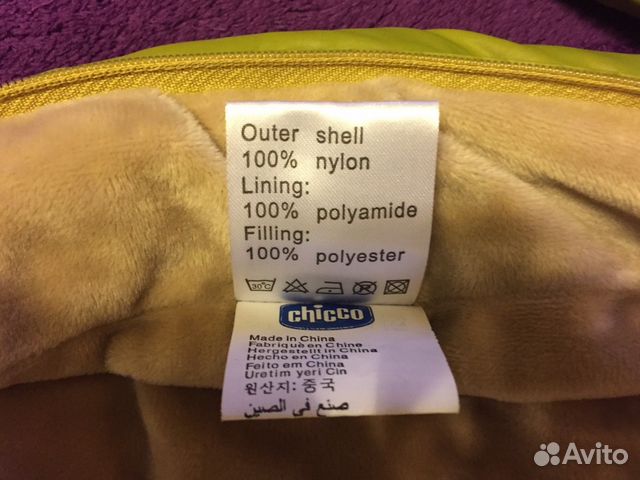 Outer shell
100% nylon
Lining:
100% polyamide
Filling:
100% polyester
30°C
chicco
Made in China
Fabriqué en Chine
Hergestellt in China
Hecho en China
Feito em China
Uretim yeri Cin
원산지: 중국
صنع في الصين
Avito